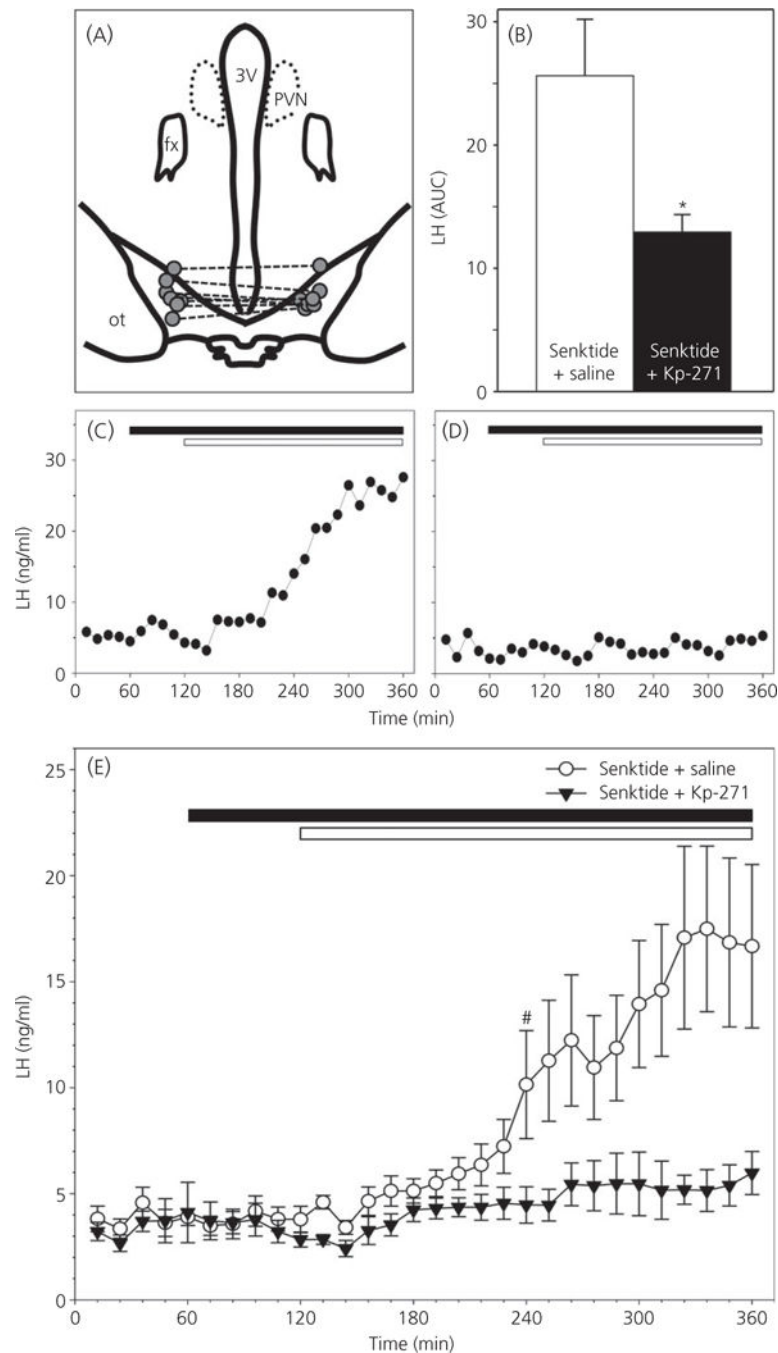 (A)
3V
PVN
fx
ot
(B)
LH (AUC)
30
20
10
0
*
Senktide
+ saline
Senktide
+ Kp-271
(C)
LH (ng/ml)
30
20
10
0
0 60 120 180 240 300 360
(D)
0 60 120 180 240 300 360
Time (min)
(E)
Senktide + saline
Senktide + Kp-271
LH (ng/ml)
25
20
15
10
5
0
#
0 60 120 180 240 300 360
Time (min)